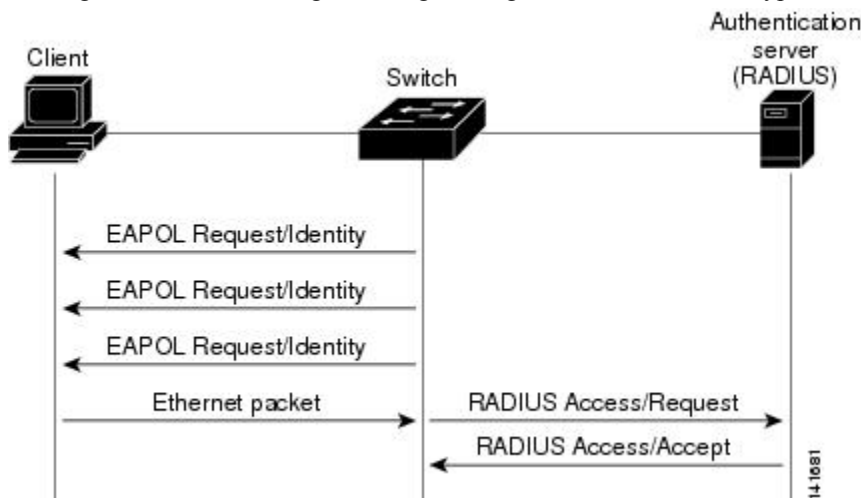 Authentication
server
(RADIUS)
Client
Switch
EAPOL Request/Identity
EAPOL Request/Identity
EAPOL Request/Identity
Ethernet packet
RADIUS Access/Request
RADIUS Access/Accept
141681